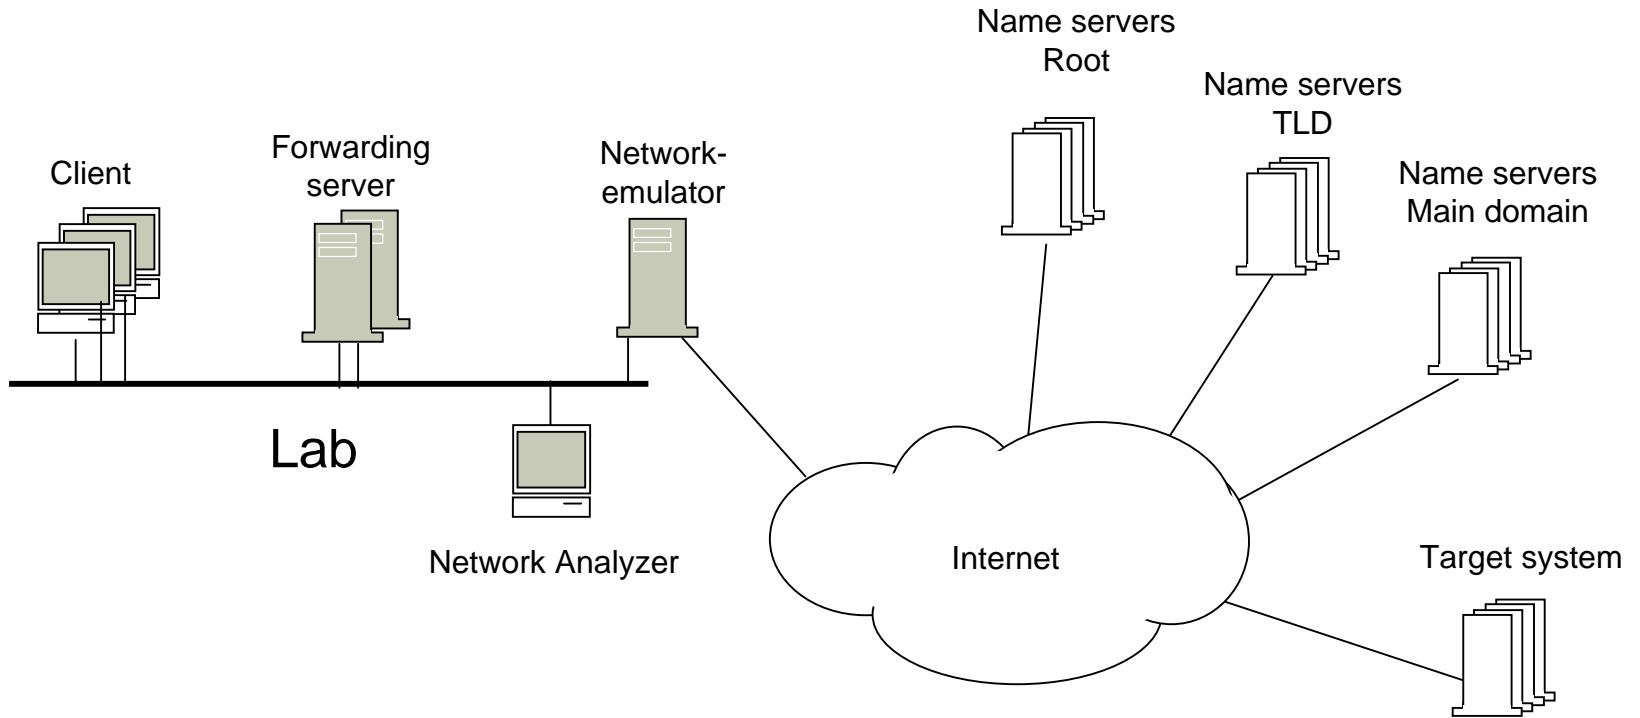 Name servers
Root
Name servers
TLD
Name servers
Main domain
Client
Forwarding
server
Network-
emulator
Lab
Network Analyzer
Internet
Target system